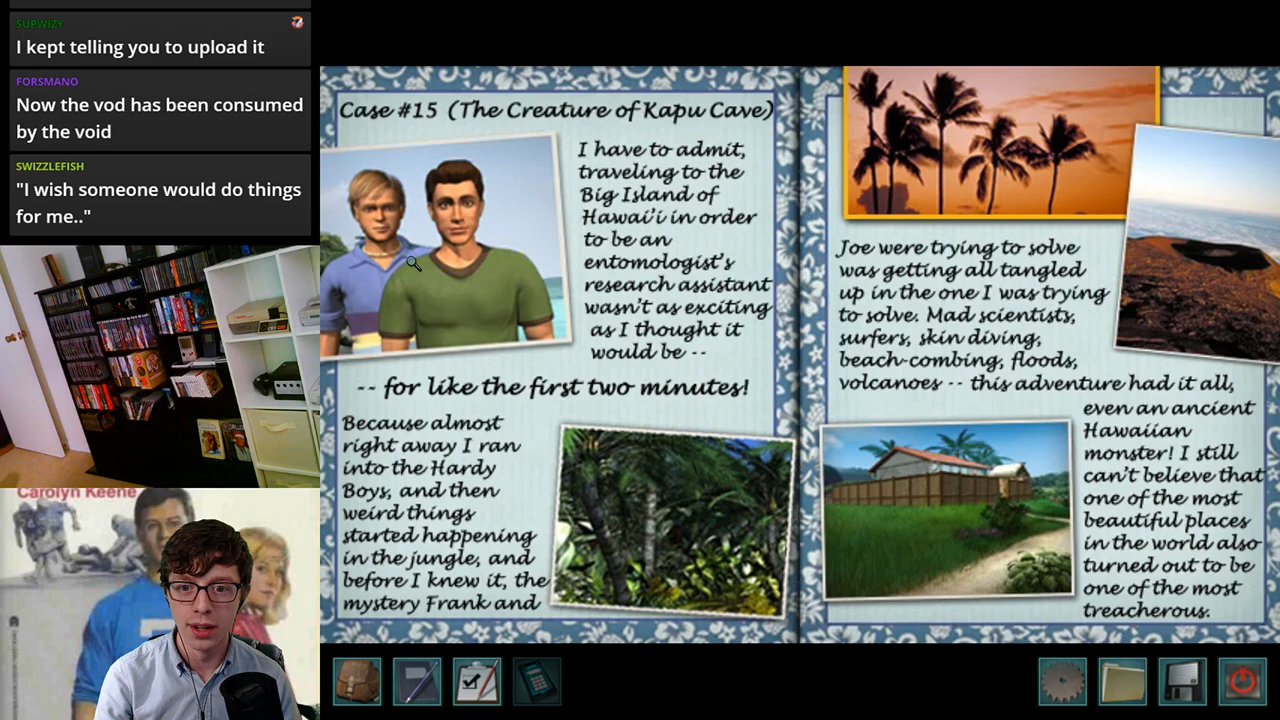 SUPWIZY
I kept telling you to upload it
FORSMANO
Now the vod has been consumed
by the void
SWIZZLEFISH
"I wish someone would do things
for me.."
Carolyn Keene
Case #15 (The Creature of Kapu Cave)
I have to admit,
traveling to the
Big Island of
Hawai'i in order
to be an
entomologist's
research assistant
wasn't as exciting
as I thought it
would be --
-- for like the first two minutes!
Because almost
right away I ran
into the Hardy
Boys, and then
weird things
started happening
in the jungle, and
before I knew it, the
mystery Frank and
Joe were trying to solve
was getting all tangled
up in the one I was trying
to solve. Mad scientists,
surfers, skin diving,
beach-combing, floods,
volcanoes -- this adventure had it all,
even an ancient
Hawaiian
monster! I still
can't believe that
one of the most
beautiful places
in the world also
turned out to be
one of the most
treacherous.